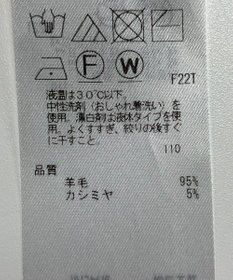 F
W
F22T
液温は30℃以下。
中性洗剤(おしゃれ着洗い)を
使用。漂白剤は液体タイプを使
用。よくすすぎ、絞りの後すぐ
に干すこと。
110
品質
羊毛 95%
カシミヤ 5%